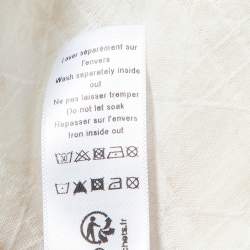 Laver séparément sur
l'envers
Wash separately inside
out
Ne pas laisser tremper
Do not let soak
Repasser sur l'envers
Iron inside out